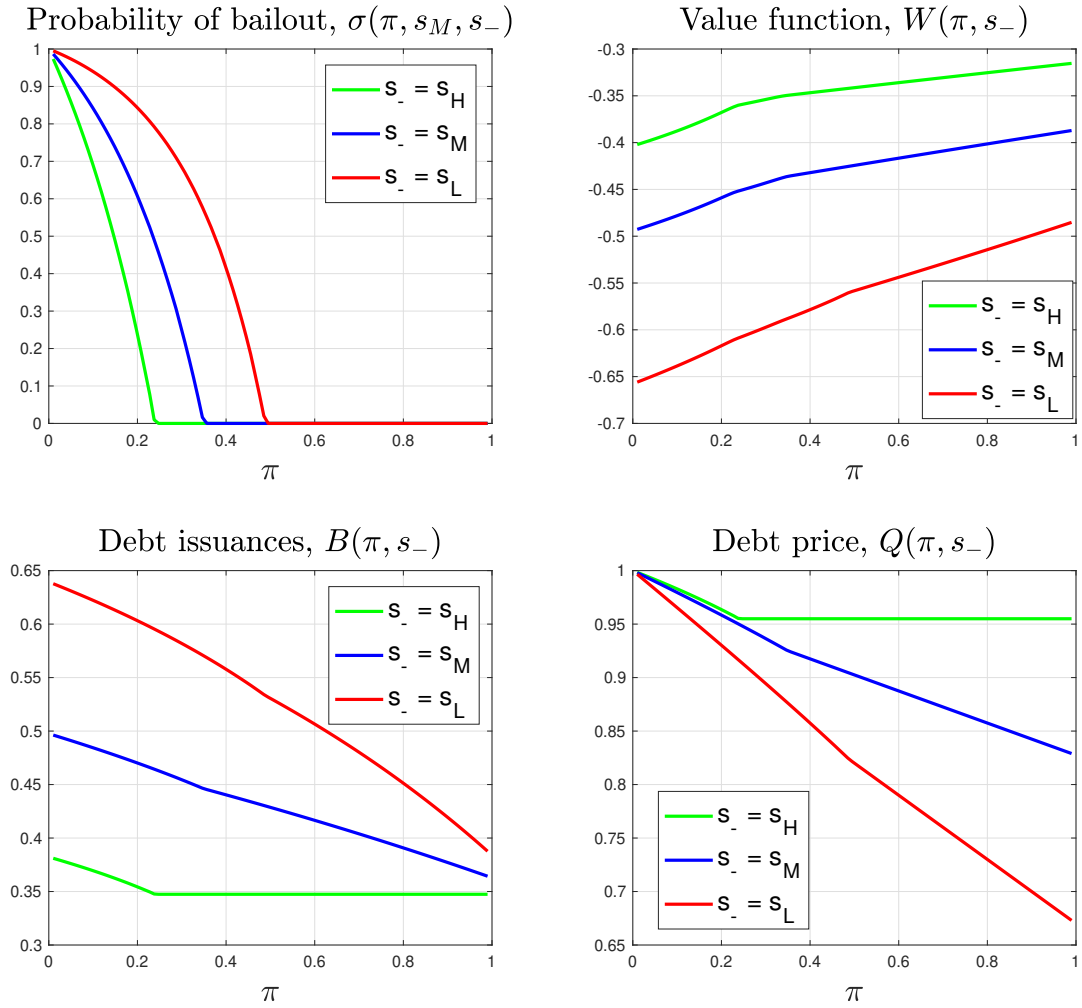 Probability of bailout, σ(π, s_M, s_−)
1
0.9
0.8
0.7
0.6
0.5
0.4
0.3
0.2
0.1
0
0 0.2 0.4 0.6 0.8 1
π
s_- = s_H
s_- = s_M
s_- = s_L
Value function, W(π, s_−)
-0.3
-0.35
-0.4
-0.45
-0.5
-0.55
-0.6
-0.65
-0.7
0 0.2 0.4 0.6 0.8 1
π
s_- = s_H
s_- = s_M
s_- = s_L
Debt issuances, B(π, s_−)
0.65
0.6
0.55
0.5
0.45
0.4
0.35
0.3
0 0.2 0.4 0.6 0.8 1
π
s_- = s_H
s_- = s_M
s_- = s_L
Debt price, Q(π, s_−)
1
0.95
0.9
0.85
0.8
0.75
0.7
0.65
0 0.2 0.4 0.6 0.8 1
π
s_- = s_H
s_- = s_M
s_- = s_L